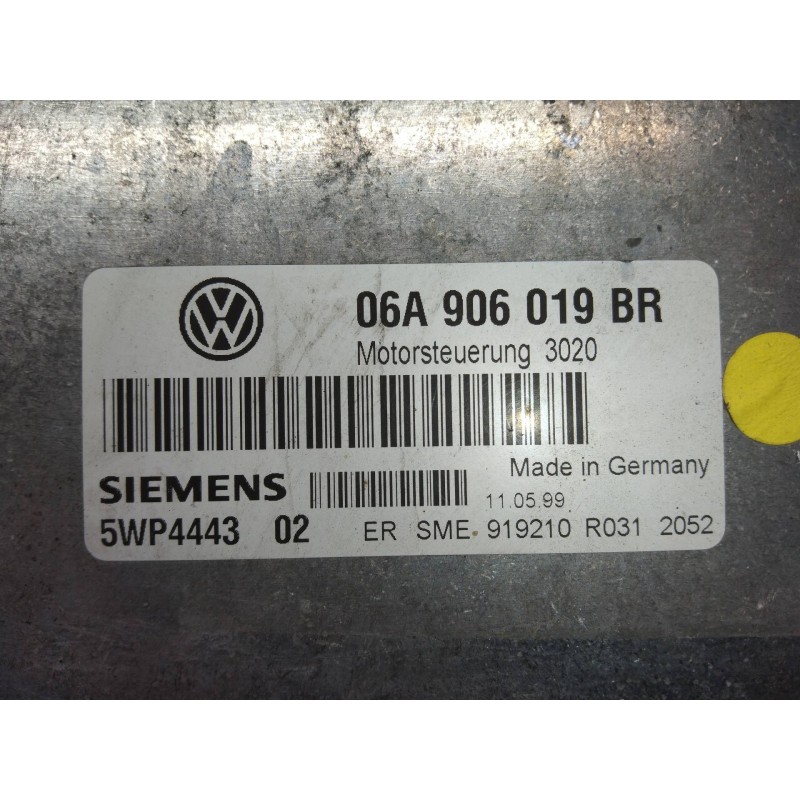 06A 906 019 BR
Motorsteuerung 3020
Made in Germany
SIEMENS
11.05.99
5WP4443 02 ER SME 919210 R031 2052